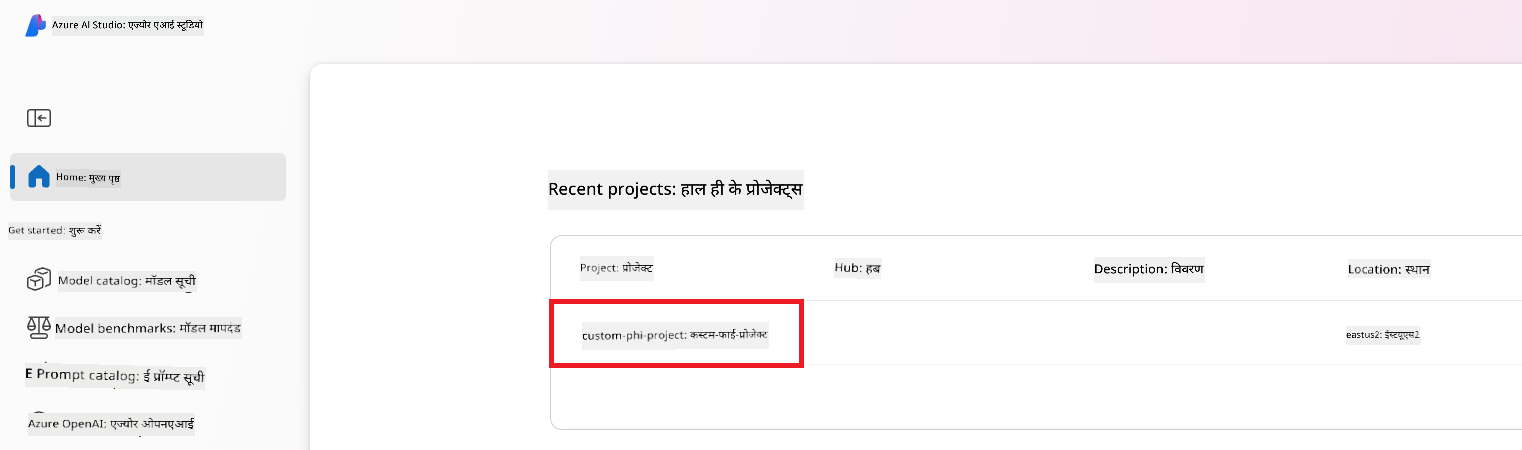 Azure AI Studio: एज्योर एआई स्टूडियो
Home: मुख्य पृष्ठ
Get started: शुरू करें
Model catalog: मॉडल सूची
Model benchmarks: मॉडल मापदंड
E Prompt catalog: ई प्रॉम्प्ट सूची
Azure OpenAI: एज्योर ओपनएआई
Recent projects: हाल ही के प्रोजेक्ट्स
Project: प्रोजेक्ट Hub: हब Description: विवरण Location: स्थान
custom-phi-project: कस्टम-फाई-प्रोजेक्ट eastus2: ईस्टयूएस2